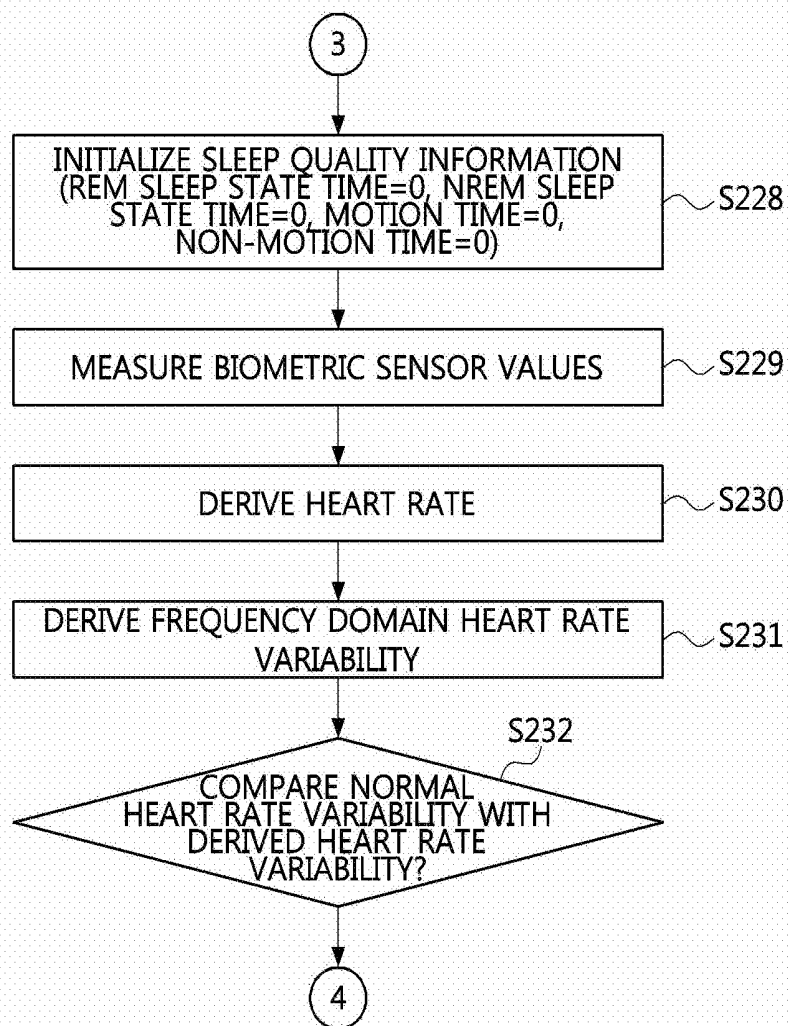 3
INITIALIZE SLEEP QUALITY INFORMATION
(REM SLEEP STATE TIME=0, NREM SLEEP
STATE TIME=0, MOTION TIME=0,
NON-MOTION TIME=0)
S228
MEASURE BIOMETRIC SENSOR VALUES
S229
DERIVE HEART RATE
S230
DERIVE FREQUENCY DOMAIN HEART RATE
VARIABILITY
S231
S232
COMPARE NORMAL
HEART RATE VARIABILITY WITH
DERIVED HEART RATE
VARIABILITY?
4